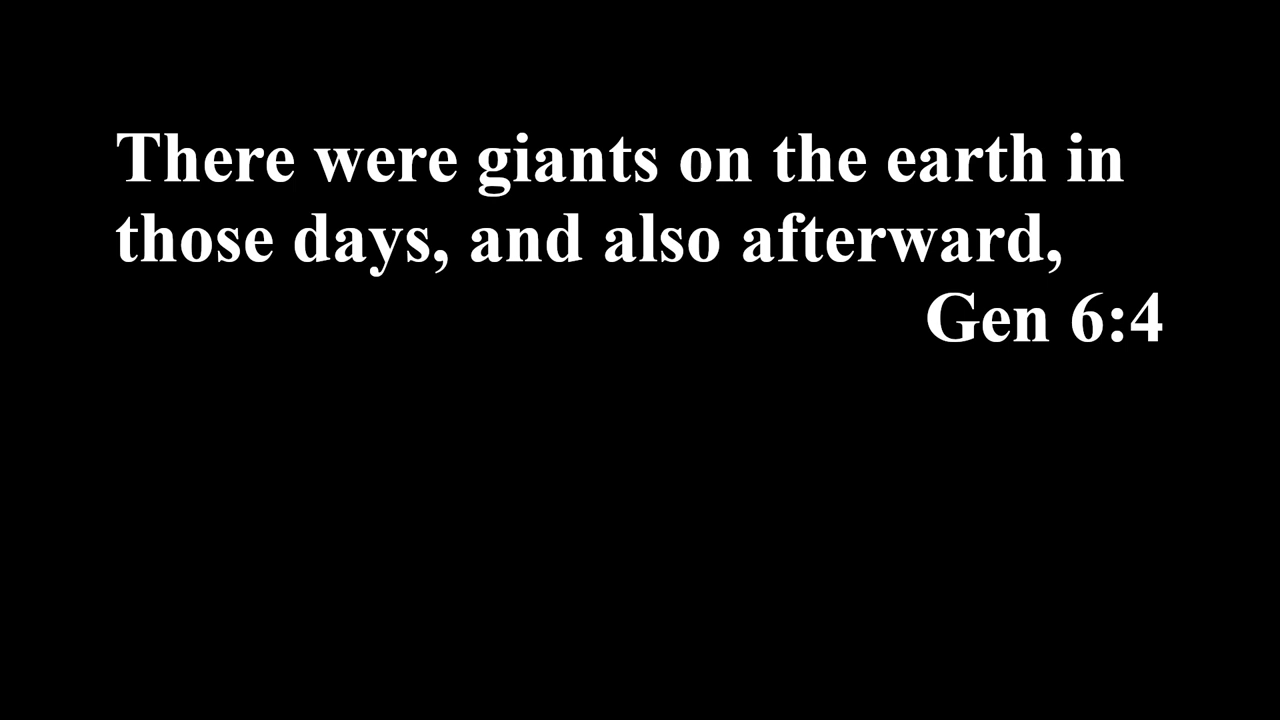 There were giants on the earth in
those days, and also afterward,
Gen 6:4